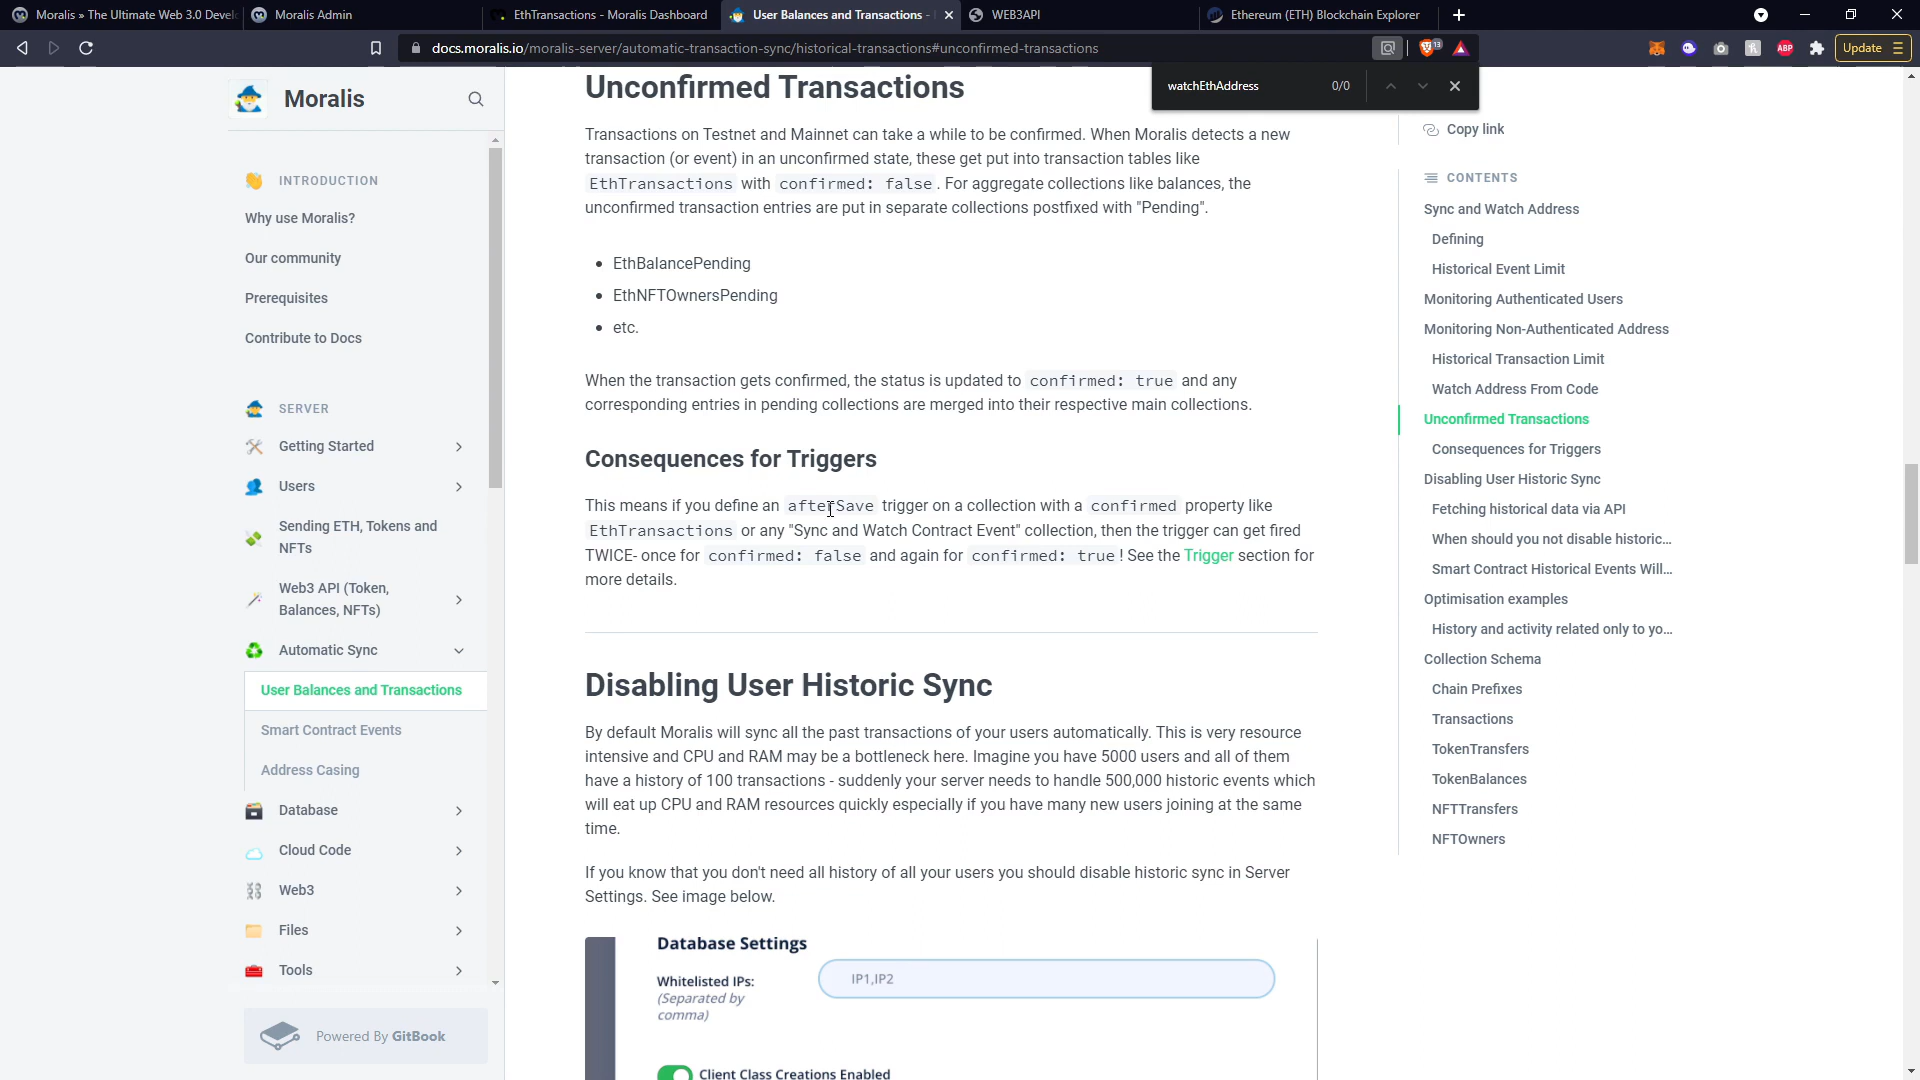 Moralis » The Ultimate Web 3.0 Devel
Moralis Admin
EthTransactions - Moralis Dashboard
User Balances and Transactions -
WEB3API
Ethereum (ETH) Blockchain Explorer
docs.moralis.io/moralis-server/automatic-transaction-sync/historical-transactions#unconfirmed-transactions
13
ABP
Update
watchEthAddress 0/0
Moralis
INTRODUCTION
Why use Moralis?
Our community
Prerequisites
Contribute to Docs
SERVER
Getting Started
Users
Sending ETH, Tokens and
NFTs
Web3 API (Token,
Balances, NFTs)
Automatic Sync
User Balances and Transactions
Smart Contract Events
Address Casing
Database
Cloud Code
Web3
Files
Tools
Powered By GitBook
Unconfirmed Transactions
Transactions on Testnet and Mainnet can take a while to be confirmed. When Moralis detects a new
transaction (or event) in an unconfirmed state, these get put into transaction tables like
EthTransactions with confirmed: false. For aggregate collections like balances, the
unconfirmed transaction entries are put in separate collections postfixed with "Pending".
• EthBalancePending
• EthNFTOwnersPending
• etc.
When the transaction gets confirmed, the status is updated to confirmed: true and any
corresponding entries in pending collections are merged into their respective main collections.
Consequences for Triggers
This means if you define an afterSave trigger on a collection with a confirmed property like
EthTransactions or any "Sync and Watch Contract Event" collection, then the trigger can get fired
TWICE- once for confirmed: false and again for confirmed: true! See the Trigger section for
more details.
Disabling User Historic Sync
By default Moralis will sync all the past transactions of your users automatically. This is very resource
intensive and CPU and RAM may be a bottleneck here. Imagine you have 5000 users and all of them
have a history of 100 transactions - suddenly your server needs to handle 500,000 historic events which
will eat up CPU and RAM resources quickly especially if you have many new users joining at the same
time.
If you know that you don't need all history of all your users you should disable historic sync in Server
Settings. See image below.
Database Settings
Whitelisted IPs:
(Separated by
comma)
IP1,IP2
Client Class Creations Enabled
Copy link
CONTENTS
Sync and Watch Address
Defining
Historical Event Limit
Monitoring Authenticated Users
Monitoring Non-Authenticated Address
Historical Transaction Limit
Watch Address From Code
Unconfirmed Transactions
Consequences for Triggers
Disabling User Historic Sync
Fetching historical data via API
When should you not disable historic...
Smart Contract Historical Events Will...
Optimisation examples
History and activity related only to yo...
Collection Schema
Chain Prefixes
Transactions
TokenTransfers
TokenBalances
NFTTransfers
NFTOwners